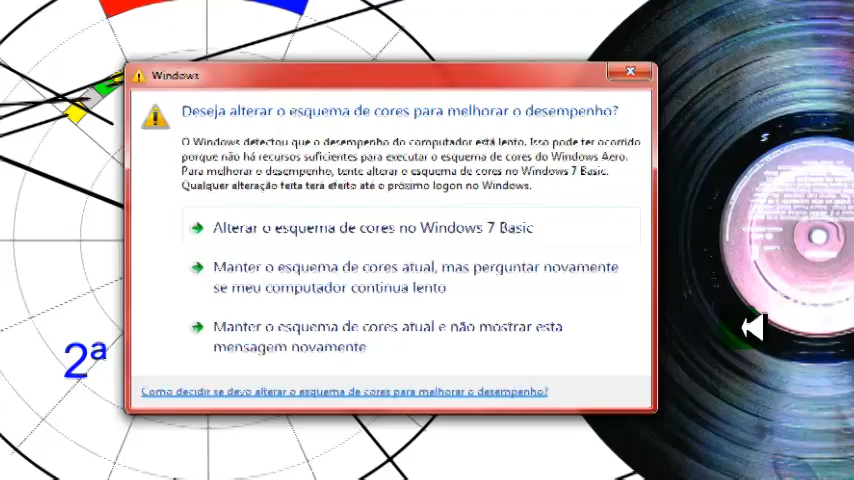 Windows
Deseja alterar o esquema de cores para melhorar o desempenho?
O Windows detectou que o desempenho do computador está lento. Isso pode ter ocorrido
porque não há recursos suficientes para executar o esquema de cores do Windows Aero.
Para melhorar o desempenho, tente alterar o esquema de cores no Windows 7 Basic.
Qualquer alteração feita terá efeito até o próximo logon no Windows.
Alterar o esquema de cores no Windows 7 Basic
Manter o esquema de cores atual, mas perguntar novamente
se meu computador continua lento
Manter o esquema de cores atual e não mostrar esta
mensagem novamente
2ª
Como decidir se devo alterar o esquema de cores para melhorar o desempenho?